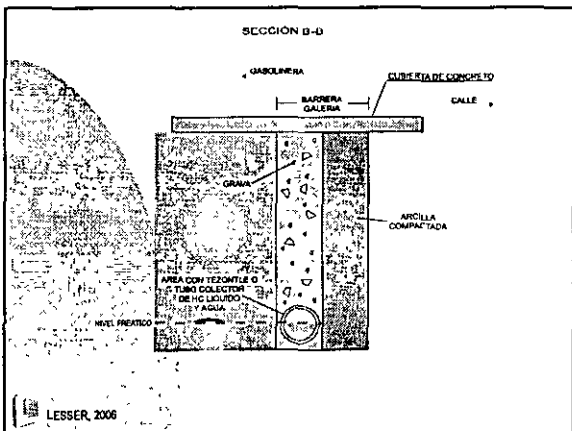 SECCIÓN B-B
GASOLINERA
BARRERA
GALERIA
CUBIERTA DE CONCRETO
CALLE
GRAVA
ARCILLA
COMPACTADA
AREA CON TEZONTLE O
TUBO COLECTOR
DE HC LIQUIDO
Y AGUA
NIVEL FREATICO
LESSER, 2006